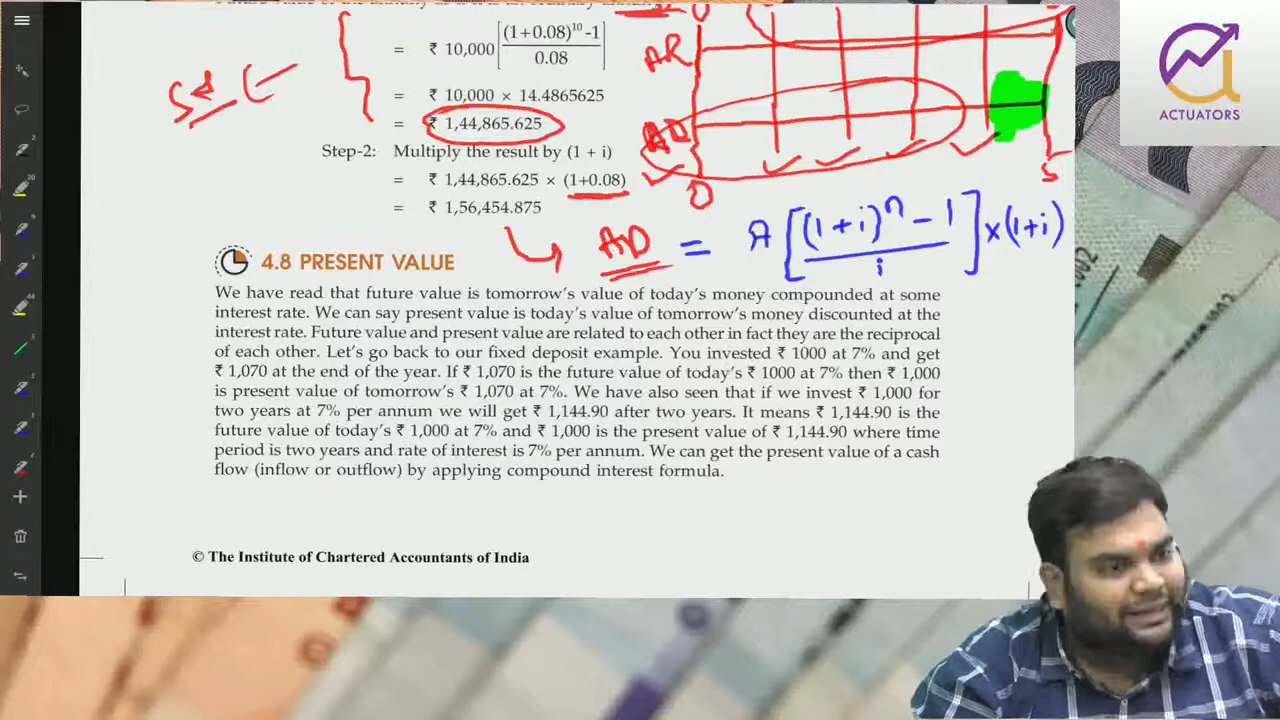 = ₹ 10,000 [(1+0.08)¹⁰-1 / 0.08]
= ₹ 10,000 × 14.4865625
= ₹ 1,44,865.625
Step-2: Multiply the result by (1 + i)
= ₹ 1,44,865.625 × (1+0.08)
= ₹ 1,56,454.875
AR
AD
0
5
AD = A [(1+i)ⁿ - 1 / i] × (1+i)
4.8 PRESENT VALUE
We have read that future value is tomorrow's value of today's money compounded at some
interest rate. We can say present value is today's value of tomorrow's money discounted at the
interest rate. Future value and present value are related to each other in fact they are the reciprocal
of each other. Let's go back to our fixed deposit example. You invested ₹ 1000 at 7% and get
₹ 1,070 at the end of the year. If ₹ 1,070 is the future value of today's ₹ 1000 at 7% then ₹ 1,000
is present value of tomorrow's ₹ 1,070 at 7%. We have also seen that if we invest ₹ 1,000 for
two years at 7% per annum we will get ₹ 1,144.90 after two years. It means ₹ 1,144.90 is the
future value of today's ₹ 1,000 at 7% and ₹ 1,000 is the present value of ₹ 1,144.90 where time
period is two years and rate of interest is 7% per annum. We can get the present value of a cash
flow (inflow or outflow) by applying compound interest formula.
© The Institute of Chartered Accountants of India
ACTUATORS